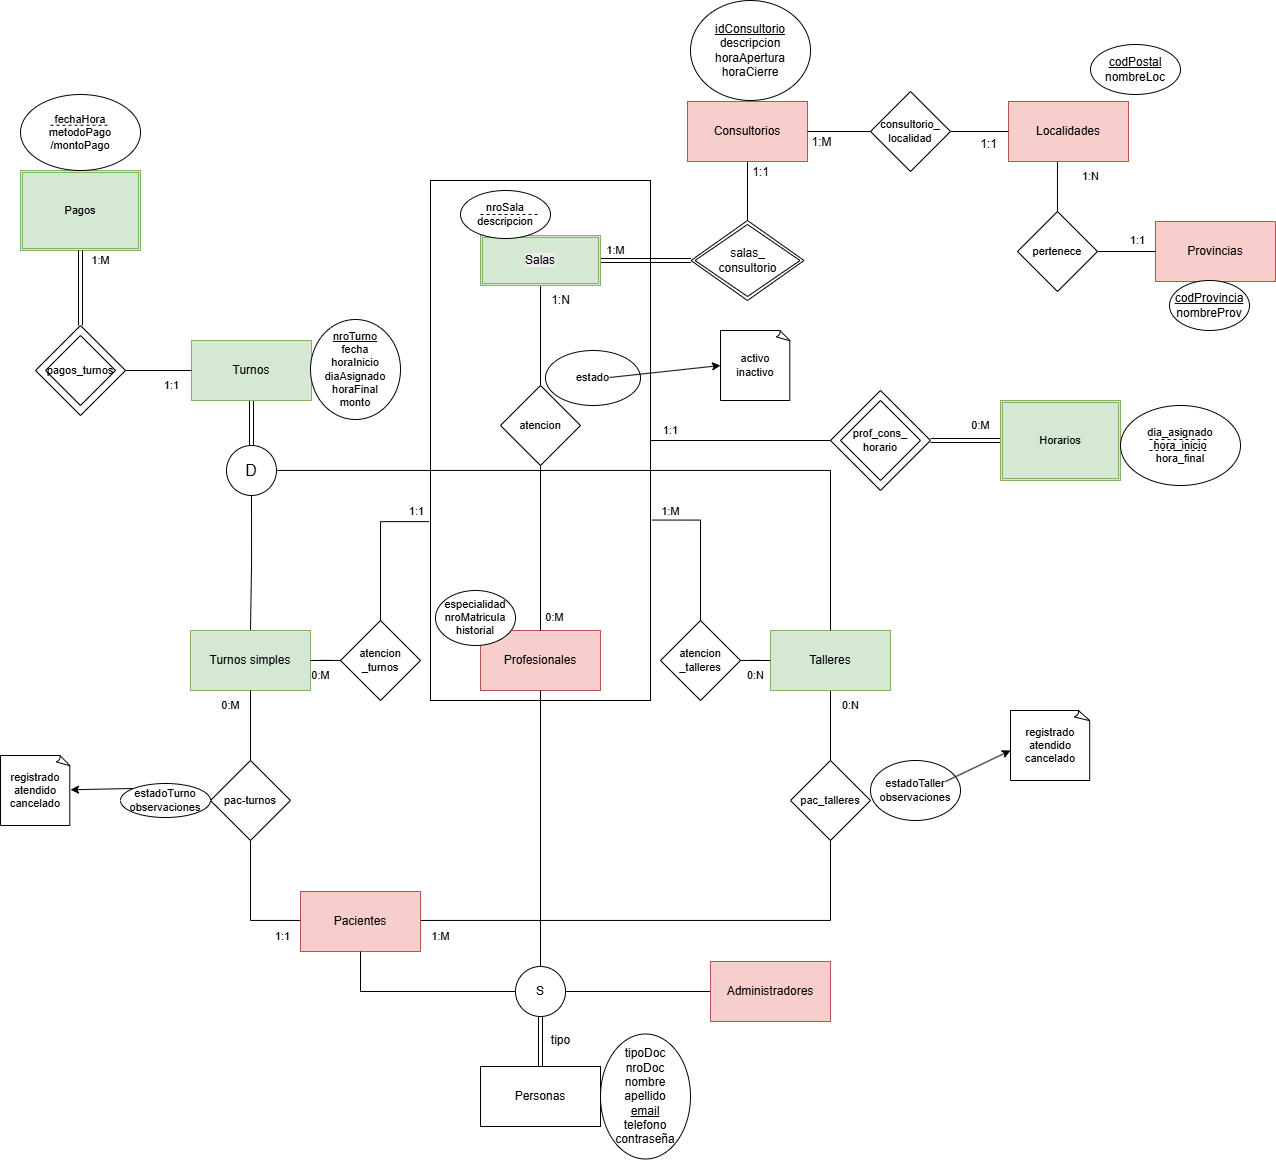 idConsultorio
descripcion
horaApertura
horaCierre
codPostal
nombreLoc
fechaHora
metodoPago
/montoPago
Consultorios
consultorio_
localidad
Localidades
1:M
1:1
1:1
1:N
Pagos
nroSala
descripcion
1:M
Salas
1:M
salas_
consultorio
pertenece
1:1
Provincias
codProvincia
nombreProv
1:N
nroTurno
fecha
horaInicio
diaAsignado
horaFinal
monto
pagos_turnos
1:1
Turnos
estado
activo
inactivo
atencion
1:1
prof_cons_
horario
0:M
Horarios
dia_asignado
hora_inicio
hora_final
D
1:1
1:M
especialidad
nroMatricula
historial
0:M
Turnos simples
0:M
atencion
_turnos
Profesionales
atencion
_talleres
0:N
Talleres
0:M
0:N
registrado
atendido
cancelado
registrado
atendido
cancelado
estadoTurno
observaciones
pac-turnos
pac_talleres
estadoTaller
observaciones
Pacientes
1:1
1:M
S
Administradores
tipo
Personas
tipoDoc
nroDoc
nombre
apellido
email
telefono
contraseña